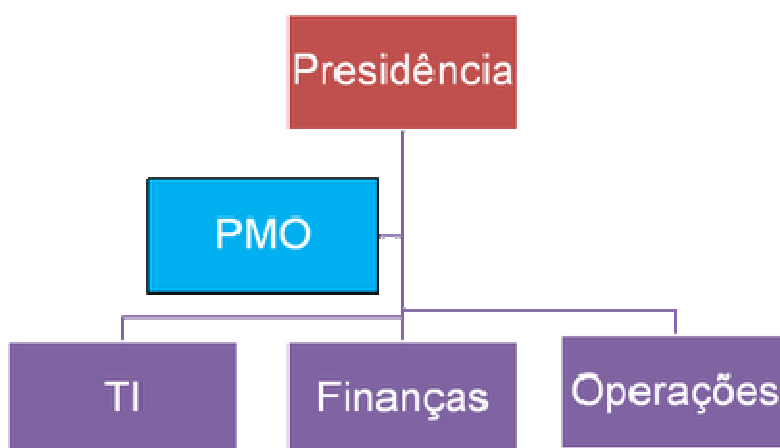 Presidência
PMO
TI
Finanças
Operações